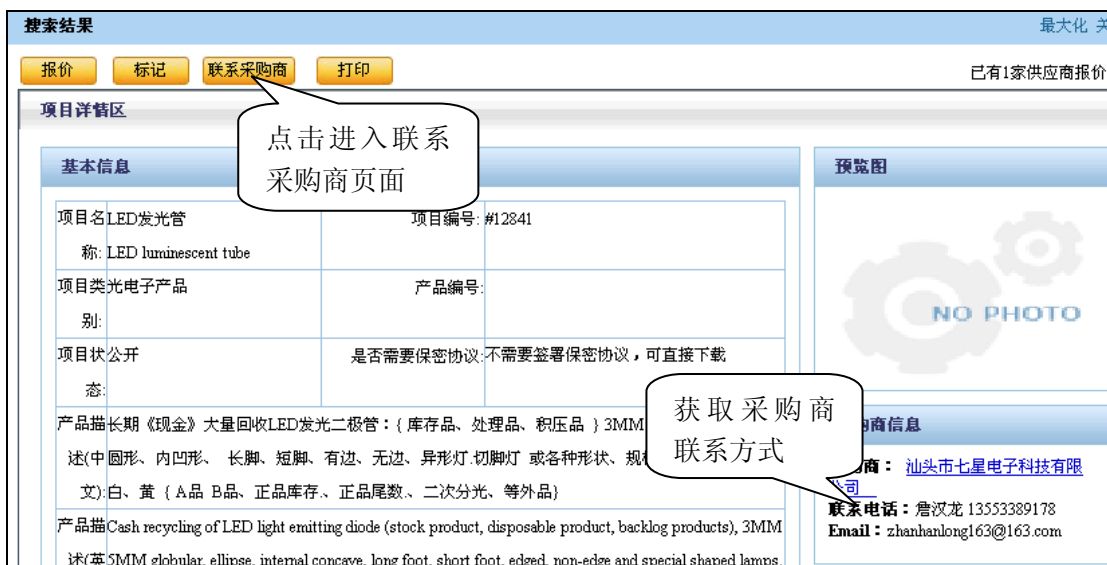 搜索结果
最大化 关
报价 标记 联系采购商 打印
已有1家供应商报价
项目详情区
点击进入联系
采购商页面
基本信息
预览图
项目名称: LED发光管
LED luminescent tube
项目编号: #12841
NO PHOTO
项目类别: 光电子产品
产品编号:
项目状态: 公开
是否需要保密协议: 不需要签署保密协议，可直接下载
获取采购商
联系方式
产品描述(中文): 长期《现金》大量回收LED发光二极管：{ 库存品、处理品、积压品 } 3MM
圆形、内凹形、 长脚、短脚、有边、无边、异形灯.切脚灯 或各种形状、规
白、黄 { A品 B品、正品库存、正品尾数、二次分光、等外品}
产品描述(英 Cash recycling of LED light emitting diode (stock product, disposable product, backlog products), 3MM
5MM globular, ellipse, internal concave, long foot, short foot, edged, non-edge and special shaped lamps,
商信息
商： 汕头市七星电子科技有限
公司
联系电话：詹汉龙 13553389178
Email：zhanhanlong163@163.com